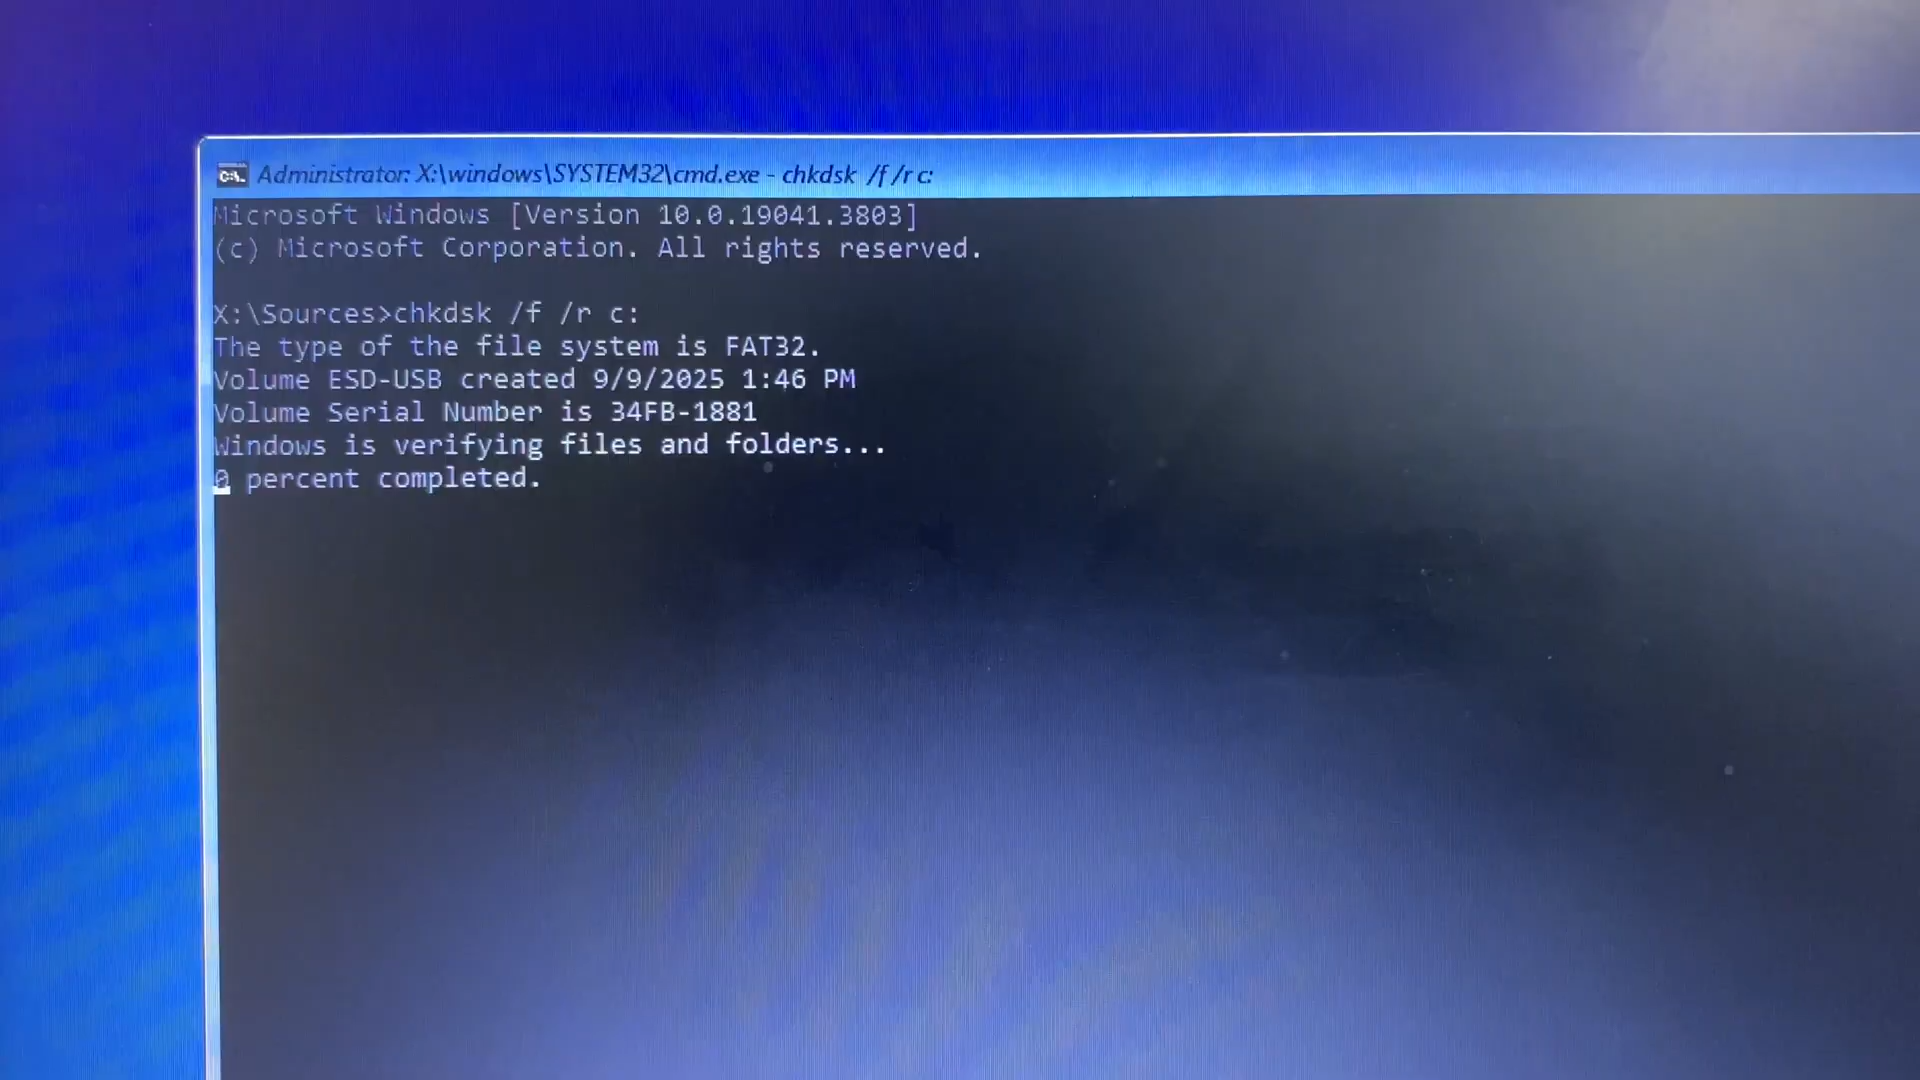 Administrator: X:\windows\SYSTEM32\cmd.exe - chkdsk /f /r c:
Microsoft Windows [Version 10.0.19041.3803]
(c) Microsoft Corporation. All rights reserved.
X:\Sources>chkdsk /f /r c:
The type of the file system is FAT32.
Volume ESD-USB created 9/9/2025 1:46 PM
Volume Serial Number is 34FB-1881
Windows is verifying files and folders...
0 percent completed.